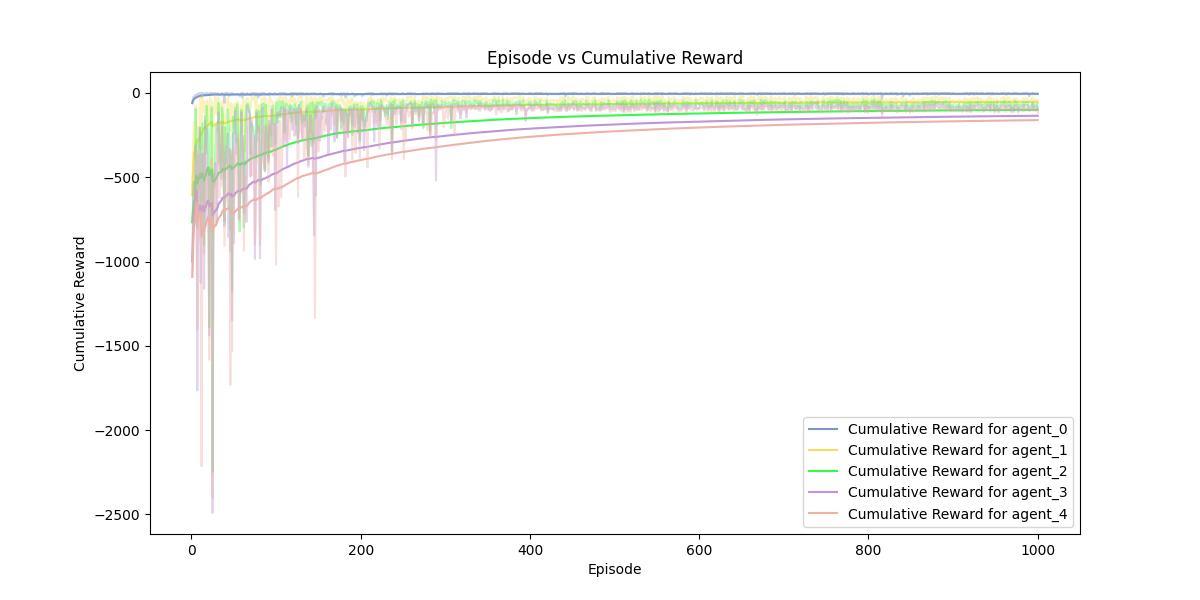 Episode vs Cumulative Reward
Cumulative Reward
0
−500
−1000
−1500
−2000
−2500
0
200
400
600
800
1000
Episode
Cumulative Reward for agent_0
Cumulative Reward for agent_1
Cumulative Reward for agent_2
Cumulative Reward for agent_3
Cumulative Reward for agent_4